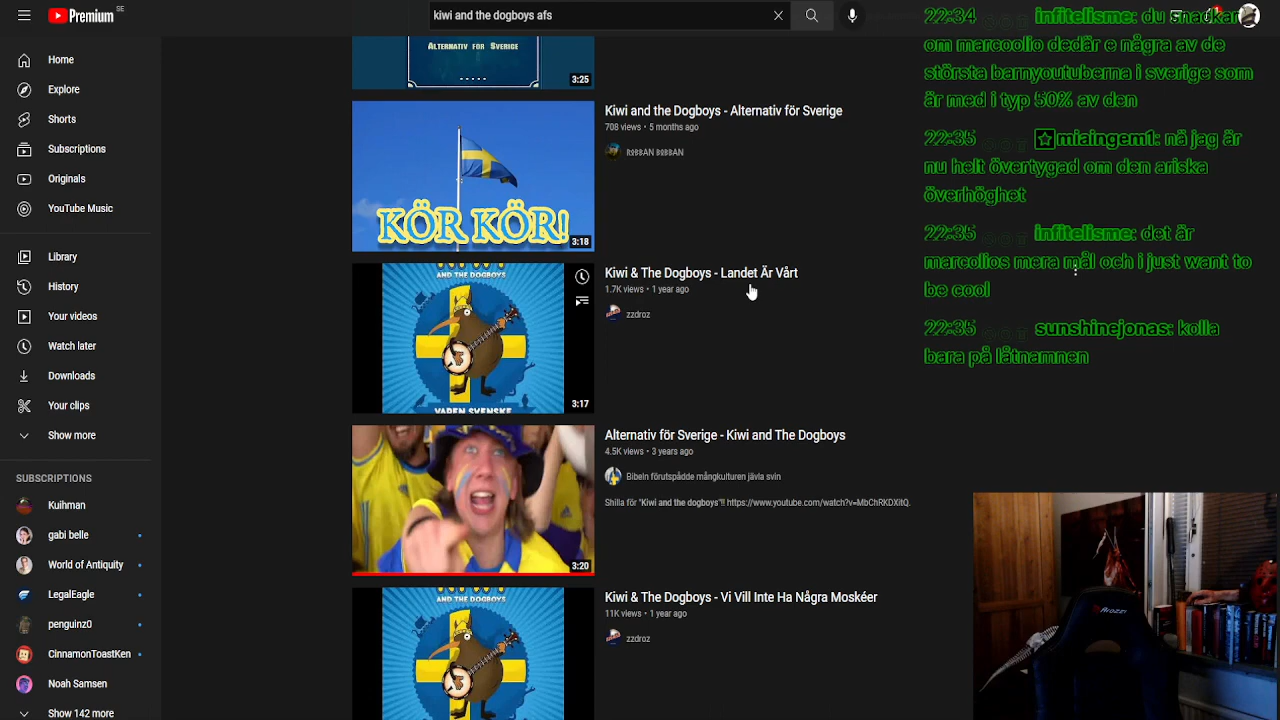 Premium SE
kiwi and the dogboys afs
Home
Explore
Shorts
Subscriptions
Originals
YouTube Music
Library
History
Your videos
Watch later
Downloads
Your clips
Show more
SUBSCRIPTIONS
Kuihman
gabi belle
World of Antiquity
LegalEagle
penguinz0
CinnamonToastKen
Noah Samsen
Show 142 more
ALTERNATIV FÖR SVERIGE
3:25
KÖR KÖR!
3:18
Kiwi and the Dogboys - Alternativ för Sverige
708 views • 5 months ago
RABBAN BABBAN
AND THE DOGBOYS
VAREN SVENSKE
3:17
Kiwi & The Dogboys - Landet Är Vårt
1.7K views • 1 year ago
zzdroz
3:20
Alternativ för Sverige - Kiwi and The Dogboys
4.5K views • 3 years ago
Bibeln förutspådde mångkulturen jävla svin
Shilla för "Kiwi and the dogboys"!! https://www.youtube.com/watch?v=MbChRKDXitQ.
AND THE DOGBOYS
Kiwi & The Dogboys - Vi Vill Inte Ha Några Moskéer
11K views • 1 year ago
zzdroz
22:34 infitelisme: du snackar
om marcoolio dedär e några av de
största barnyoutuberna i sverige som
är med i typ 50% av den
22:35 miaingem1: nä jag är
nu helt övertygad om den ariska
överhöghet
22:35 infitelisme: det är
marcolios mera mål och i just want to
be cool
22:35 sunshinejonas: kolla
bara på låtnamnen
AROZZI